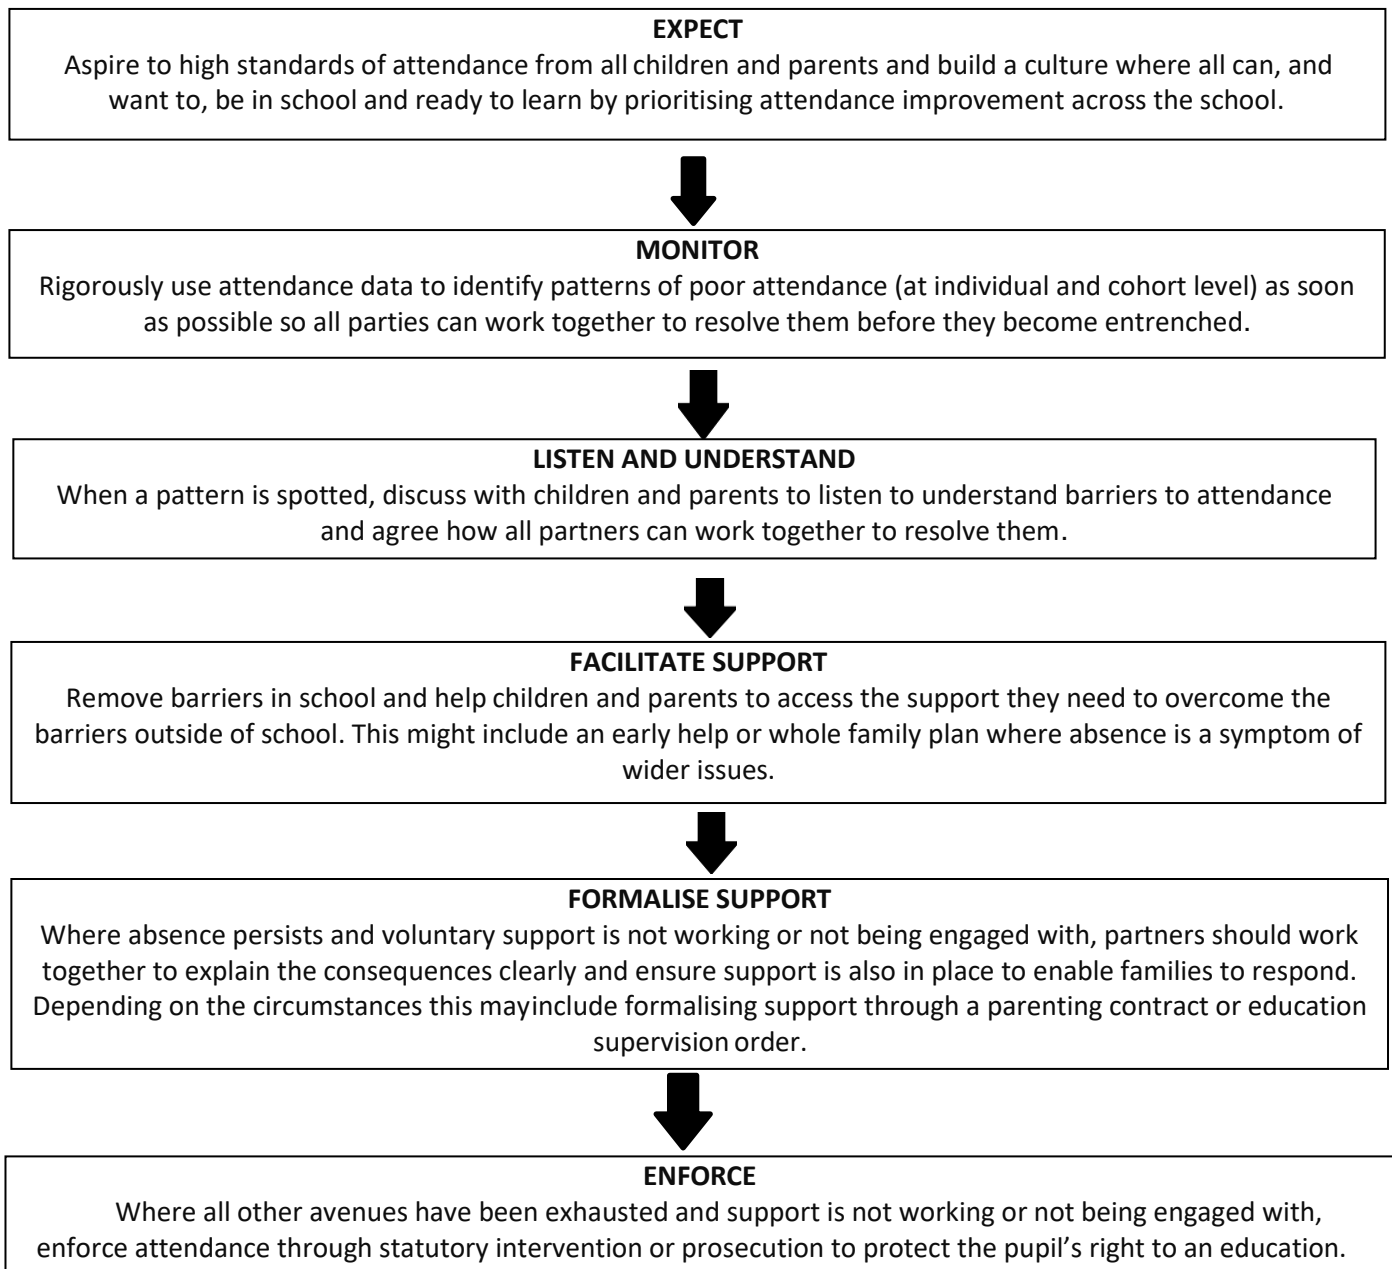 EXPECT
Aspire to high standards of attendance from all children and parents and build a culture where all can, and
want to, be in school and ready to learn by prioritising attendance improvement across the school.
MONITOR
Rigorously use attendance data to identify patterns of poor attendance (at individual and cohort level) as soon
as possible so all parties can work together to resolve them before they become entrenched.
LISTEN AND UNDERSTAND
When a pattern is spotted, discuss with children and parents to listen to understand barriers to attendance
and agree how all partners can work together to resolve them.
FACILITATE SUPPORT
Remove barriers in school and help children and parents to access the support they need to overcome the
barriers outside of school. This might include an early help or whole family plan where absence is a symptom of
wider issues.
FORMALISE SUPPORT
Where absence persists and voluntary support is not working or not being engaged with, partners should work
together to explain the consequences clearly and ensure support is also in place to enable families to respond.
Depending on the circumstances this mayinclude formalising support through a parenting contract or education
supervision order.
ENFORCE
Where all other avenues have been exhausted and support is not working or not being engaged with,
enforce attendance through statutory intervention or prosecution to protect the pupil’s right to an education.